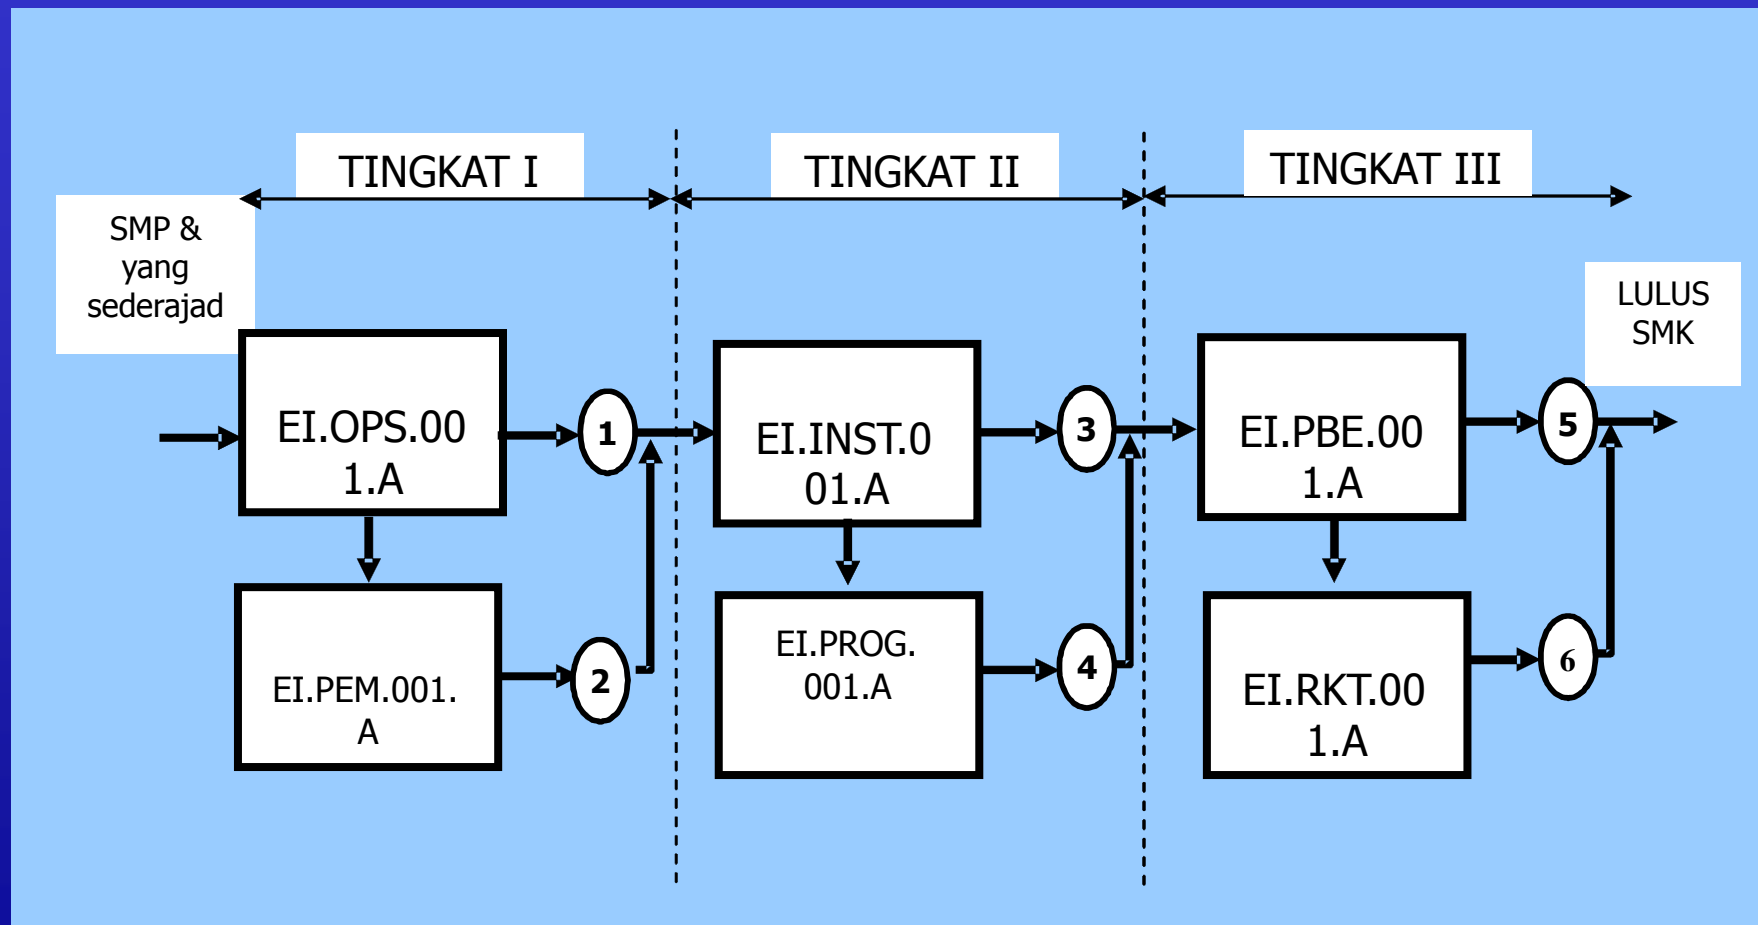 TINGKAT I
TINGKAT II
TINGKAT III
SMP &
yang
sederajad
LULUS
SMK
EI.OPS.00
1.A
1
EI.INST.0
01.A
3
EI.PBE.00
1.A
5
EI.PEM.001.
A
2
EI.PROG.
001.A
4
EI.RKT.00
1.A
6